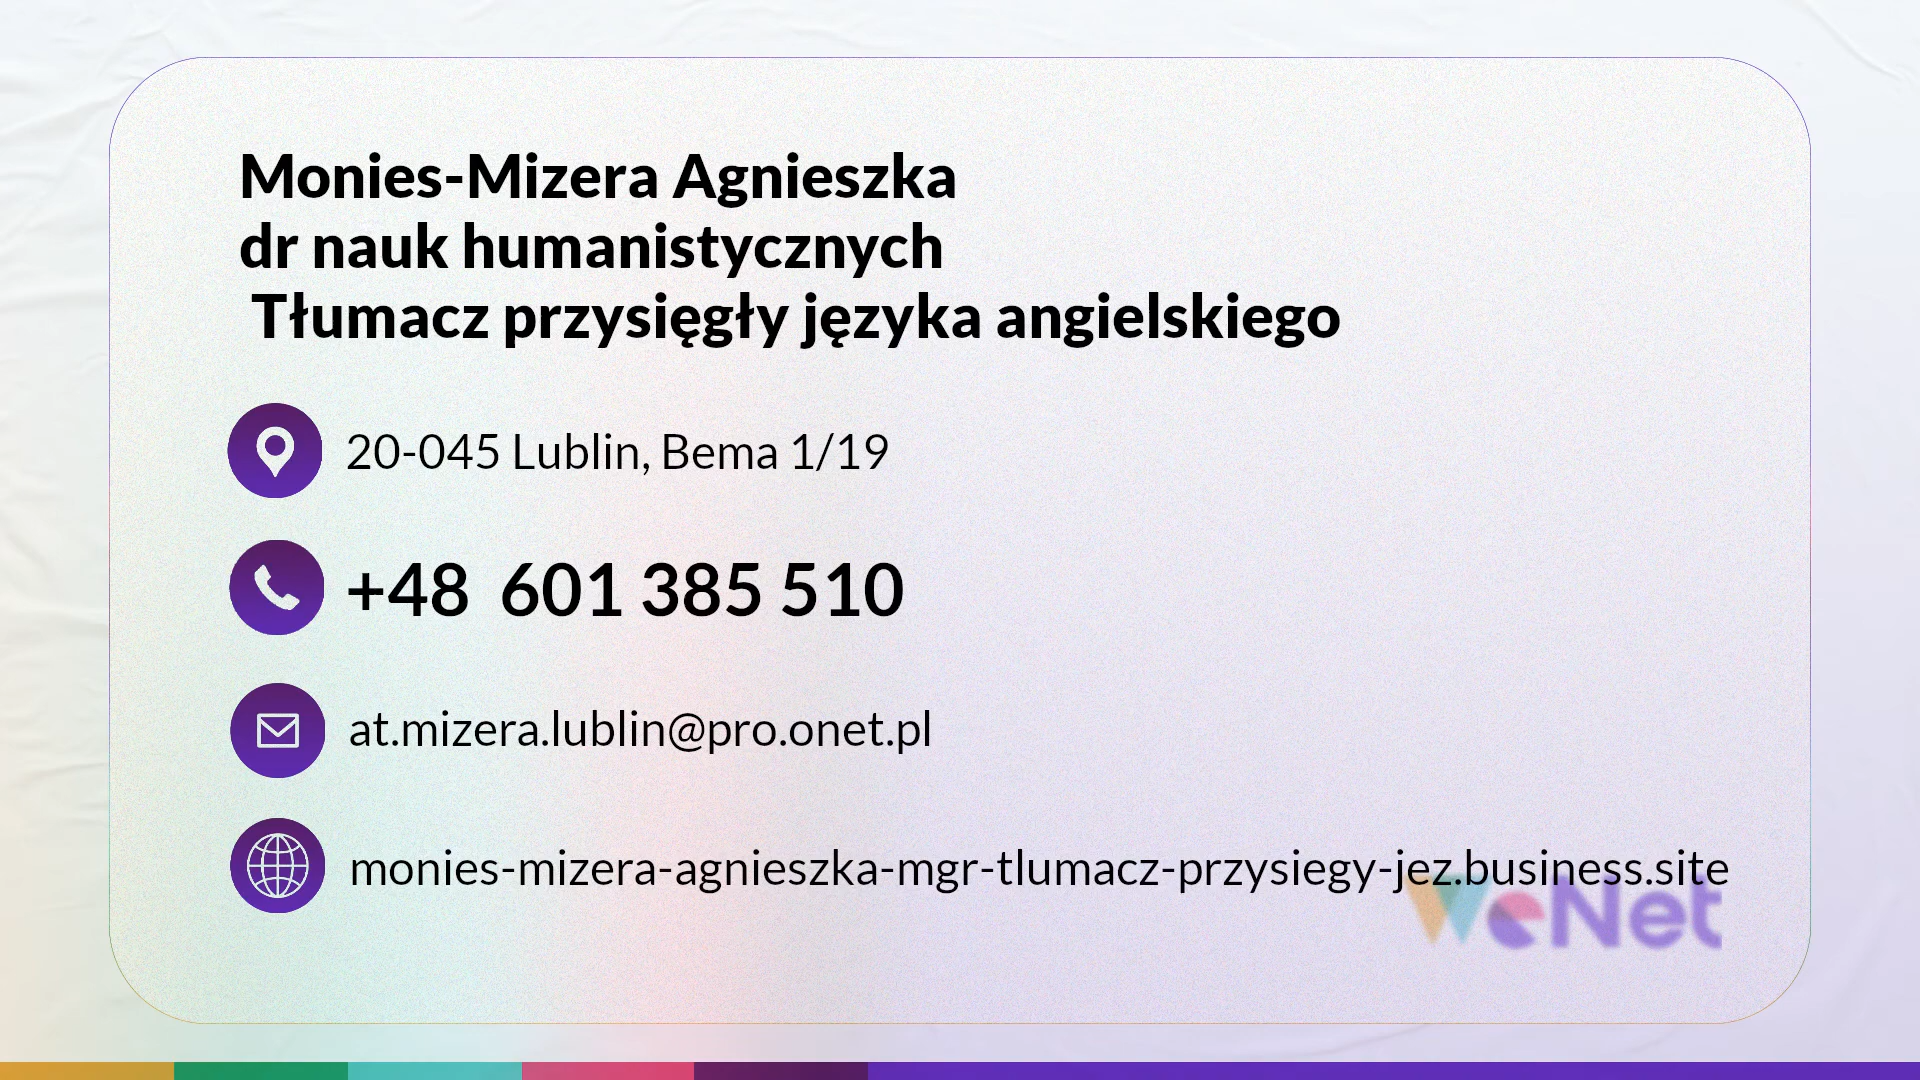 Monies-Mizera Agnieszka
dr nauk humanistycznych
Tłumacz przysięgły języka angielskiego
20-045 Lublin, Bema 1/19
+48  601 385 510
at.mizera.lublin@pro.onet.pl
monies-mizera-agnieszka-mgr-tlumacz-przysiegy-jez.business.site
WeNet